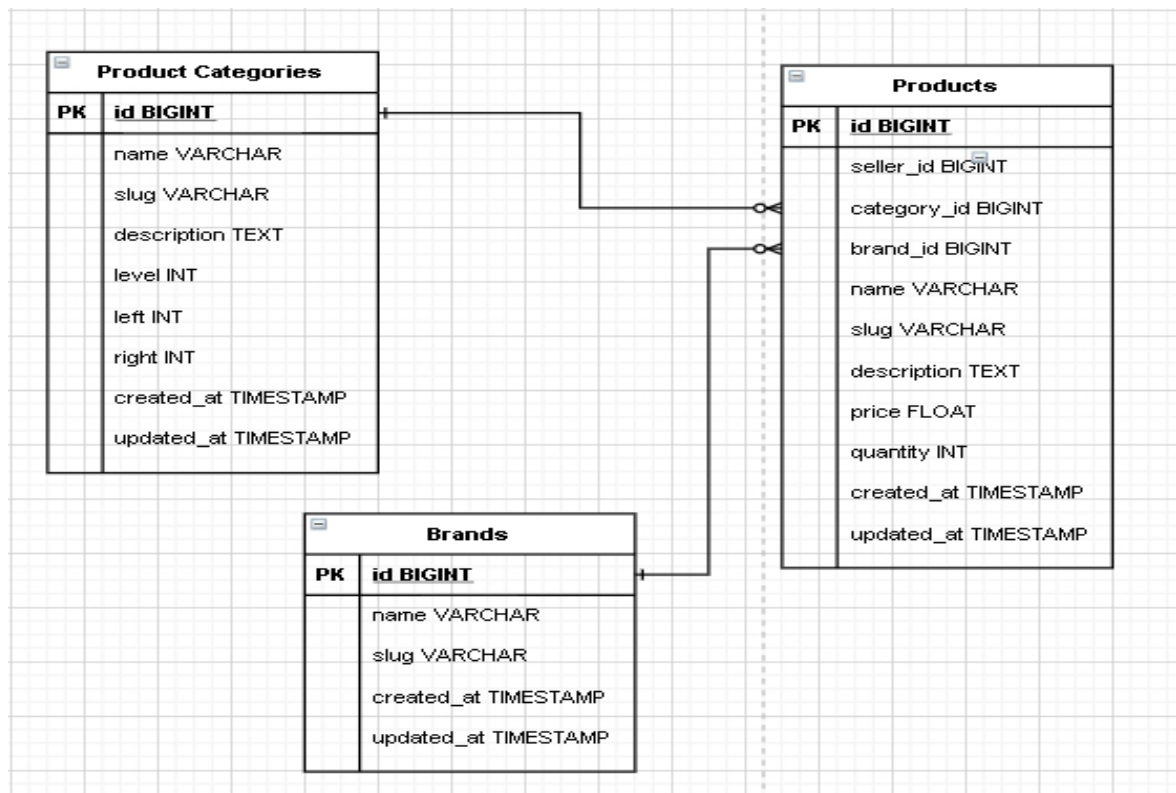 Product Categories
PK id BIGINT
name VARCHAR
slug VARCHAR
description TEXT
level INT
left INT
right INT
created_at TIMESTAMP
updated_at TIMESTAMP
Products
PK id BIGINT
seller_id BIGINT
category_id BIGINT
brand_id BIGINT
name VARCHAR
slug VARCHAR
description TEXT
price FLOAT
quantity INT
created_at TIMESTAMP
updated_at TIMESTAMP
Brands
PK id BIGINT
name VARCHAR
slug VARCHAR
created_at TIMESTAMP
updated_at TIMESTAMP